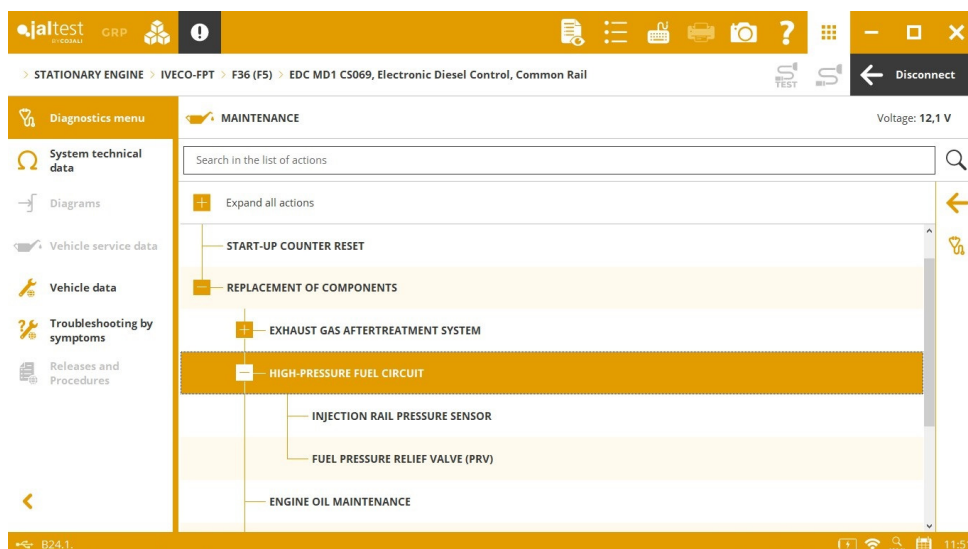 jaltest GRP
BY COJALI
> STATIONARY ENGINE > IVECO-FPT > F36 (F5) > EDC MD1 CS069, Electronic Diesel Control, Common Rail
TEST
Disconnect
Diagnostics menu
MAINTENANCE
Voltage: 12,1 V
System technical
data
Search in the list of actions
Diagrams
Expand all actions
Vehicle service data
START-UP COUNTER RESET
Vehicle data
REPLACEMENT OF COMPONENTS
Troubleshooting by
symptoms
EXHAUST GAS AFTERTREATMENT SYSTEM
Releases and
Procedures
HIGH-PRESSURE FUEL CIRCUIT
INJECTION RAIL PRESSURE SENSOR
FUEL PRESSURE RELIEF VALVE (PRV)
ENGINE OIL MAINTENANCE
B24.1.